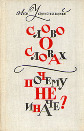 Лев Успенский
СЛОВО
О
СЛОВАХ
ПОЧЕМУ
НЕ
ИНАЧЕ
?